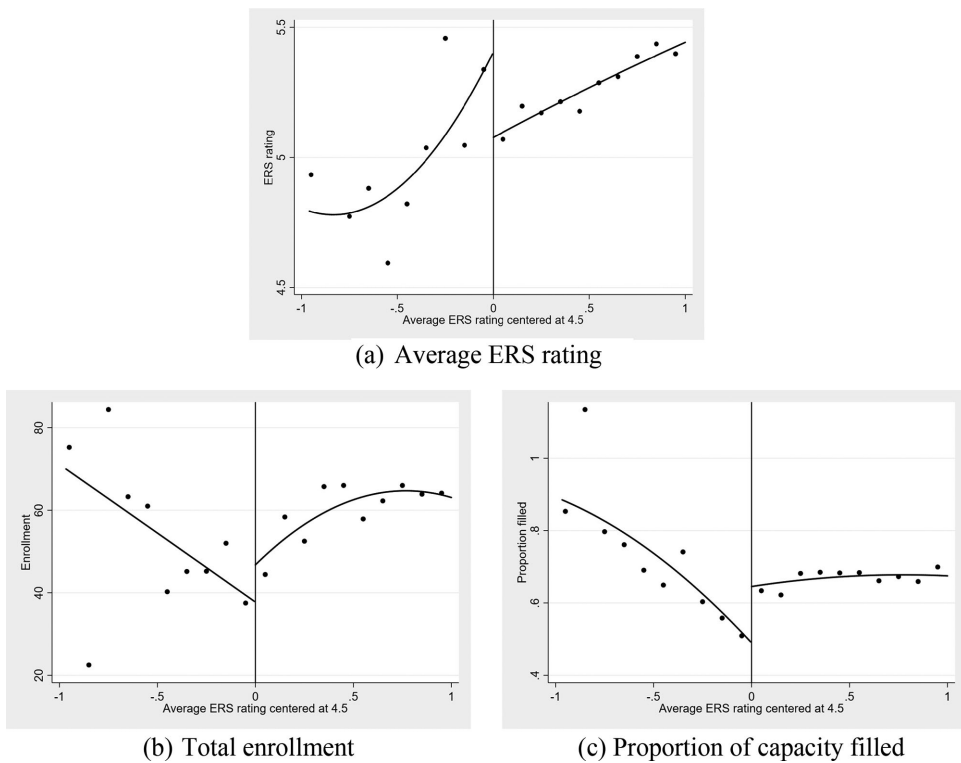 5.5
5
4.5
ERS rating
-1 -.5 0 .5 1
Average ERS rating centered at 4.5
(a) Average ERS rating
80
60
40
20
Enrollment
-1 -.5 0 .5 1
Average ERS rating centered at 4.5
(b) Total enrollment
1
.8
.6
.4
Proportion filled
-1 -.5 0 .5 1
Average ERS rating centered at 4.5
(c) Proportion of capacity filled